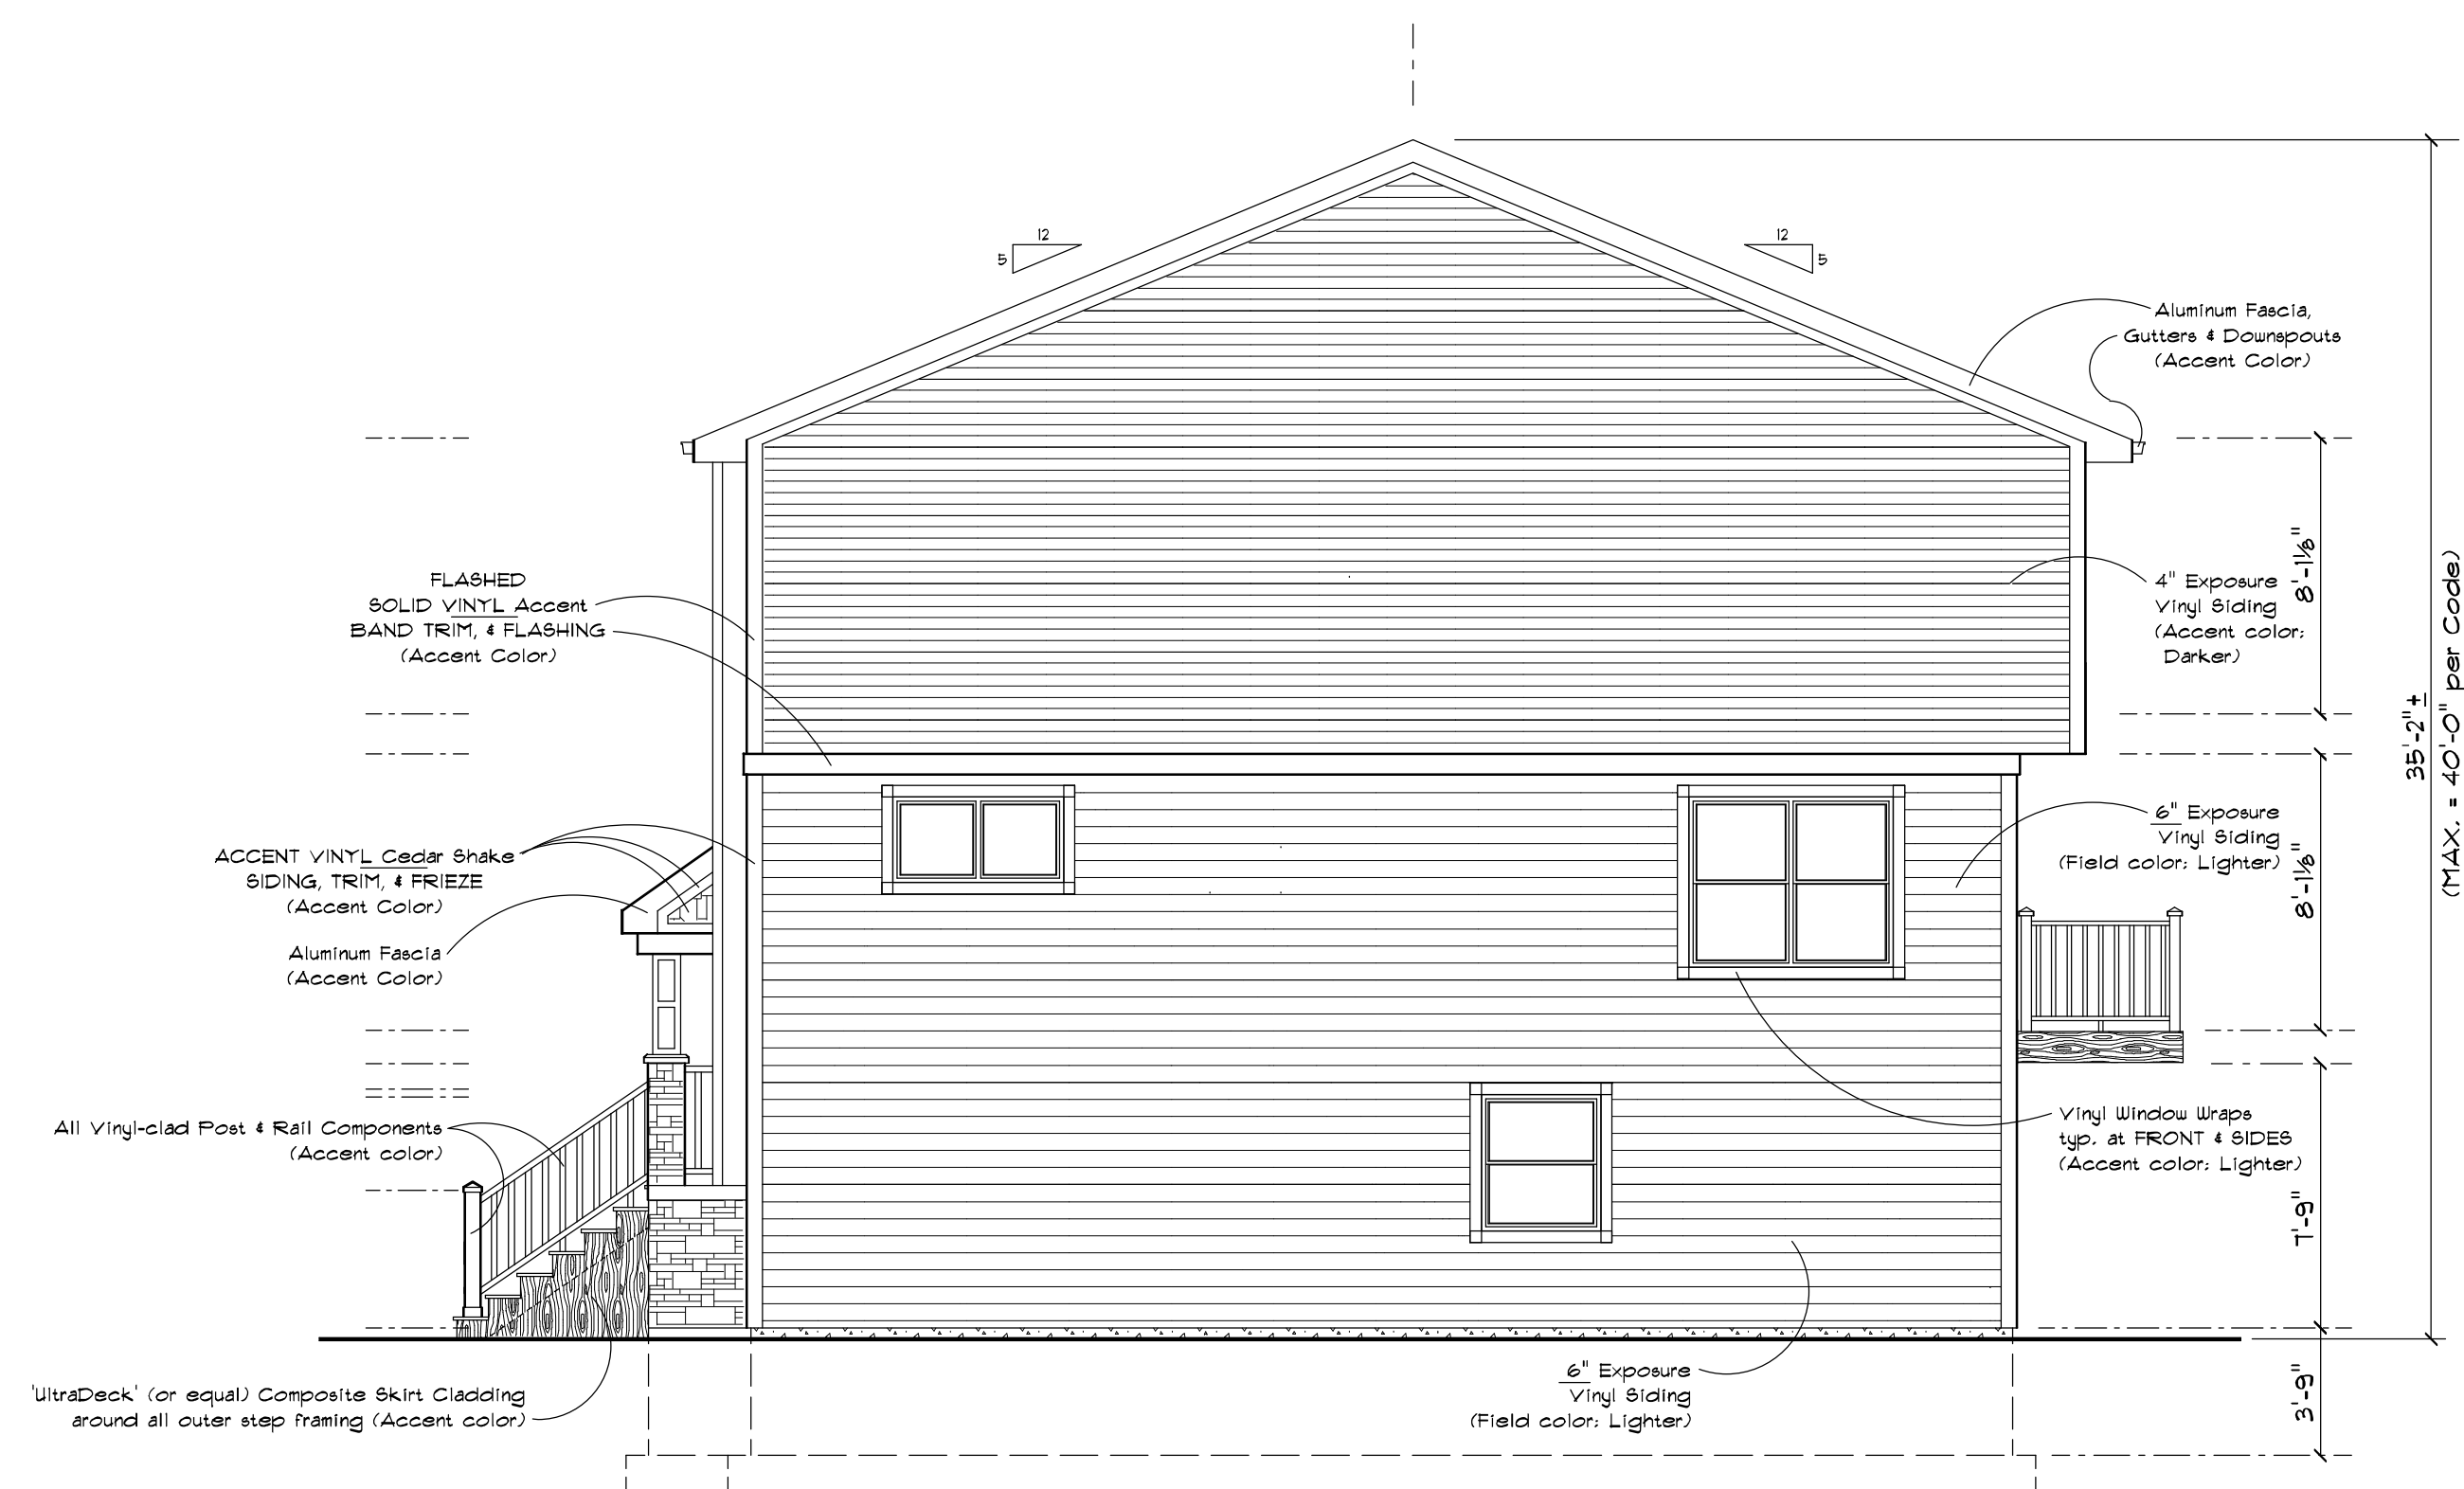 12
5
12
5
Aluminum Fascia,
Gutters & Downspouts
(Accent Color)
FLASHED
SOLID VINYL Accent
BAND TRIM, & FLASHING
(Accent Color)
4" Exposure
Vinyl Siding
(Accent color:
Darker)
8'-1⅛"
35'-2"±
(MAX. = 40'-0" per Code)
6" Exposure
Vinyl Siding
(Field color: Lighter)
8'-1⅛"
ACCENT VINYL Cedar Shake
SIDING, TRIM, & FRIEZE
(Accent Color)
Aluminum Fascia
(Accent Color)
All Vinyl-clad Post & Rail Components
(Accent color)
Vinyl Window Wraps
typ. at FRONT & SIDES
(Accent color: Lighter)
7'-9"
6" Exposure
Vinyl Siding
(Field color: Lighter)
3'-9"
'UltraDeck' (or equal) Composite Skirt Cladding
around all outer step framing (Accent color)